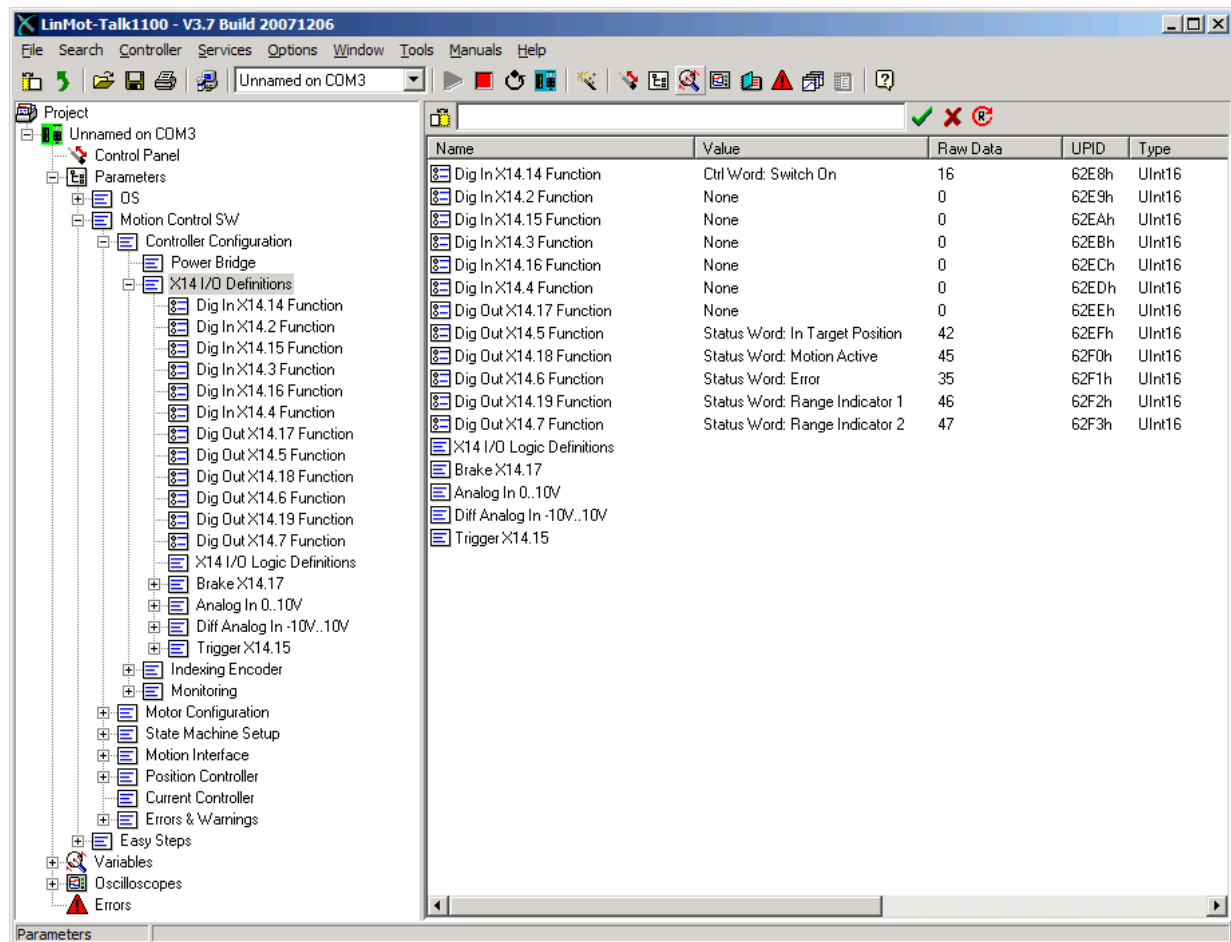 LinMot-Talk1100 - V3.7 Build 20071206
File Search Controller Services Options Window Tools Manuals Help
Unnamed on COM3
Project
Unnamed on COM3
Control Panel
Parameters
OS
Motion Control SW
Controller Configuration
Power Bridge
X14 I/O Definitions
Dig In X14.14 Function
Dig In X14.2 Function
Dig In X14.15 Function
Dig In X14.3 Function
Dig In X14.16 Function
Dig In X14.4 Function
Dig Out X14.17 Function
Dig Out X14.5 Function
Dig Out X14.18 Function
Dig Out X14.6 Function
Dig Out X14.19 Function
Dig Out X14.7 Function
X14 I/O Logic Definitions
Brake X14.17
Analog In 0..10V
Diff Analog In -10V..10V
Trigger X14.15
Indexing Encoder
Monitoring
Motor Configuration
State Machine Setup
Motion Interface
Position Controller
Current Controller
Errors & Warnings
Easy Steps
Variables
Oscilloscopes
Errors
Name Value Raw Data UPID Type
Dig In X14.14 Function Ctrl Word: Switch On 16 62E8h UInt16
Dig In X14.2 Function None 0 62E9h UInt16
Dig In X14.15 Function None 0 62EAh UInt16
Dig In X14.3 Function None 0 62EBh UInt16
Dig In X14.16 Function None 0 62ECh UInt16
Dig In X14.4 Function None 0 62EDh UInt16
Dig Out X14.17 Function None 0 62EEh UInt16
Dig Out X14.5 Function Status Word: In Target Position 42 62EFh UInt16
Dig Out X14.18 Function Status Word: Motion Active 45 62F0h UInt16
Dig Out X14.6 Function Status Word: Error 35 62F1h UInt16
Dig Out X14.19 Function Status Word: Range Indicator 1 46 62F2h UInt16
Dig Out X14.7 Function Status Word: Range Indicator 2 47 62F3h UInt16
X14 I/O Logic Definitions
Brake X14.17
Analog In 0..10V
Diff Analog In -10V..10V
Trigger X14.15
Parameters